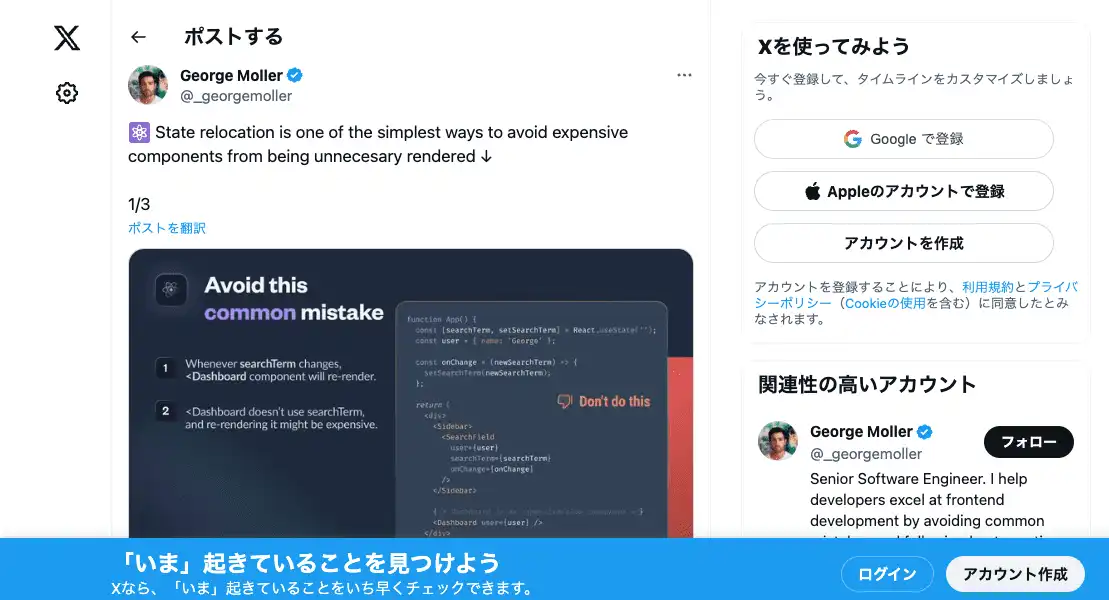 ポストする
George Moller
@_georgemoller
State relocation is one of the simplest ways to avoid expensive
components from being unnecesary rendered ↓
1/3
ポストを翻訳
Avoid this
common mistake
1
Whenever searchTerm changes,
<Dashboard component will re-render.
2
<Dashboard doesn't use searchTerm,
and re-rendering it might be expensive.
function App() {
const [searchTerm, setSearchTerm] = React.useState("");
const user = { name: 'George' };
const onChange = (newSearchTerm) => {
setSearchTerm(newSearchTerm);
};
return (
<div>
<Sidebar>
<SearchField
user={user}
searchTerm={searchTerm}
onChange={onChange}
/>
</Sidebar>
<Dashboard user={user} />
</div>
Don't do this
Xを使ってみよう
今すぐ登録して、タイムラインをカスタマイズしましょ
う。
Google で登録
Appleのアカウントで登録
アカウントを作成
アカウントを登録することにより、利用規約とプライバ
シーポリシー（Cookieの使用を含む）に同意したとみ
なされます。
関連性の高いアカウント
George Moller
@_georgemoller
フォロー
Senior Software Engineer. I help
developers excel at frontend
development by avoiding common
「いま」起きていることを見つけよう
Xなら、「いま」起きていることをいち早くチェックできます。
ログイン
アカウント作成